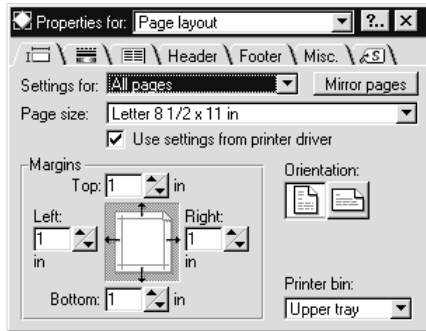 Properties for: Page layout ?..
Header Footer Misc. S
Settings for: All pages Mirror pages
Page size: Letter 8 1/2 x 11 in
Use settings from printer driver
Margins
Top: 1 in
Orientation:
Left: Right:
1 1
in in
Printer bin:
Bottom: 1 in
Upper tray